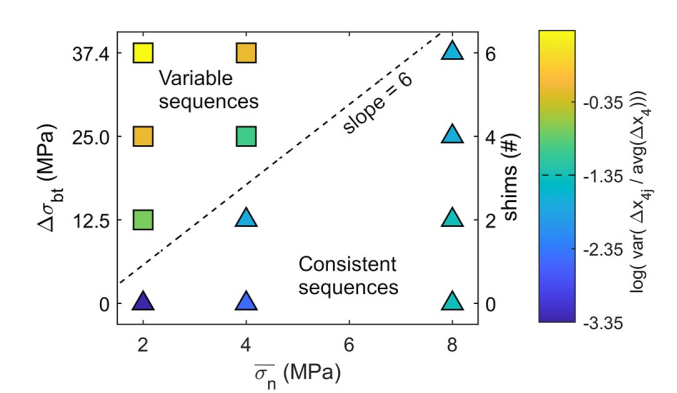 37.4
25.0
12.5
0
Δσbt (MPa)
Variable
sequences
slope = 6
Consistent
sequences
2
4
6
8
σn (MPa)
6
4
2
0
shims (#)
-0.35
-1.35
-2.35
-3.35
log( var( Δx4j / avg(Δx4)))